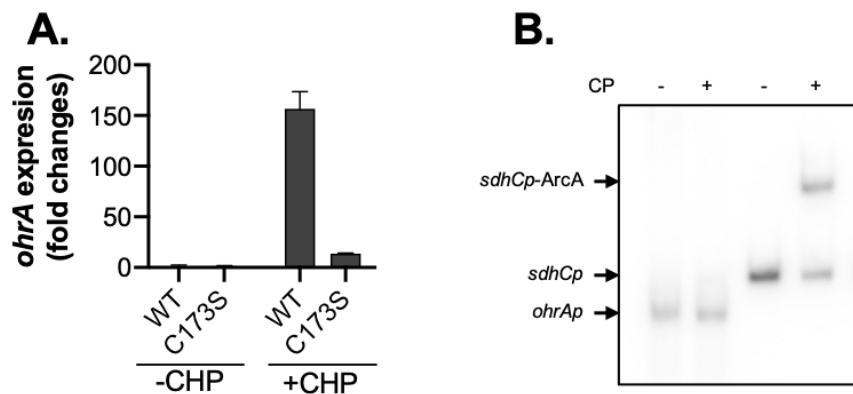 A.
ohrA expresion
(fold changes)
200
150
100
50
0
WT
C173S
WT
C173S
-CHP
+CHP
B.
CP - + - +
sdhCp-ArcA
sdhCp
ohrAp